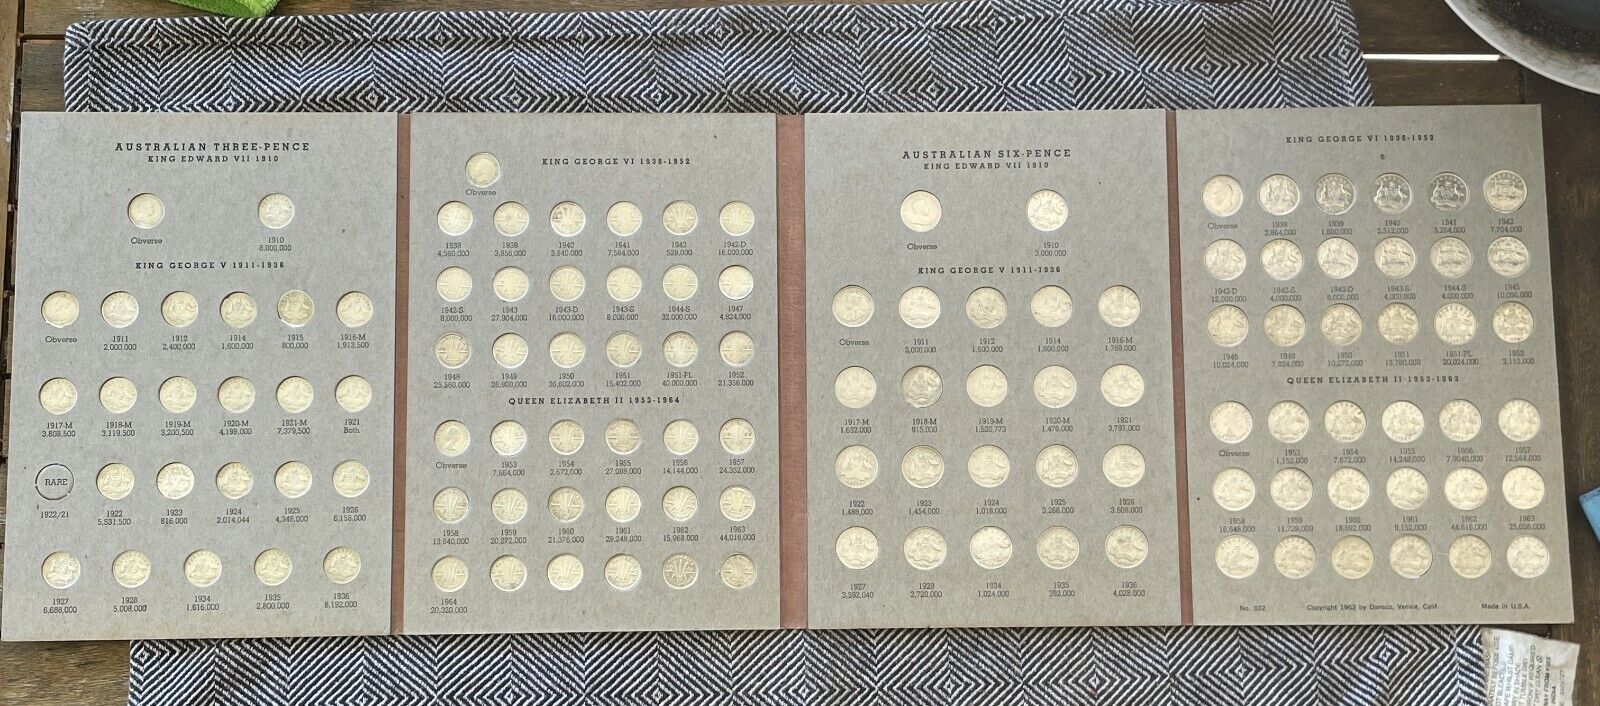 AUSTRALIAN THREE-PENCE
KING EDWARD VII 1910
Obverse 1910
8,000,000
KING GEORGE V 1911-1936
Obverse 1911 1912 1914 1915 1916-M
2,000,000 2,400,000 1,600,000 800,000 1,913,500
1917-M 1918-M 1919-M 1920-M 1921-M 1921
3,808,500 3,119,500 3,200,500 4,199,000 7,379,500 Both
RARE
1922/21 1922 1923 1924 1925 1926
5,531,500 816,000 2,014,044 4,348,000 6,158,000
1927 1928 1934 1935 1936
6,688,000 5,008,000 1,616,000 2,800,000 8,192,000
KING GEORGE VI 1938-1952
Obverse
1938 1939 1940 1941 1942 1942-D
4,560,000 3,856,000 3,840,000 7,584,000 528,000 16,000,000
1942-S 1943 1943-D 1943-S 1944-S 1947
8,000,000 27,904,000 16,000,000 8,000,000 32,000,000 4,824,000
1948 1949 1950 1951 1951-PL 1952
25,560,000 26,800,000 36,602,000 15,402,000 40,000,000 21,356,000
QUEEN ELIZABETH II 1953-1964
Obverse 1953 1954 1955 1956 1957
7,664,000 2,672,000 27,088,000 14,144,000 24,352,000
1958 1959 1960 1961 1962 1963
13,840,000 20,272,000 21,376,000 29,248,000 15,968,000 44,016,000
1964
20,320,000
AUSTRALIAN SIX-PENCE
KING EDWARD VII 1910
Obverse 1910
3,000,000
KING GEORGE V 1911-1936
Obverse 1911 1912 1914 1916-M
2,000,000 1,600,000 1,800,000 1,769,000
1917-M 1918-M 1919-M 1920-M 1921
1,632,000 915,000 1,520,773 1,476,000 3,797,000
1922 1923 1924 1925 1926
1,488,000 1,454,000 1,018,000 3,266,000 3,606,000
1927 1928 1934 1935 1936
3,592,040 2,720,000 1,024,000 392,000 4,028,000
KING GEORGE VI 1938-1952
Obverse 1938 1939 1940 1941 1942
2,864,000 1,600,000 2,512,000 3,264,000 7,704,000
1942-D 1942-S 1943-D 1943-S 1944-S 1945
12,000,000 4,000,000 8,000,000 4,000,000 4,000,000 10,096,000
1946 1948 1950 1951 1951-PL 1952
10,024,000 7,824,000 10,272,000 13,760,000 20,024,000 2,112,000
QUEEN ELIZABETH II 1953-1963
Obverse 1953 1954 1955 1956 1957
1,152,000 7,672,000 14,248,000 7,9040,000 12,544,000
1958 1959 1960 1961 1962 1963
16,648,000 11,728,000 18,592,000 9,152,000 44,816,000 25,056,000
No. 332 Copyright 1963 by Dansco, Venice, Calif. Made in U.S.A.